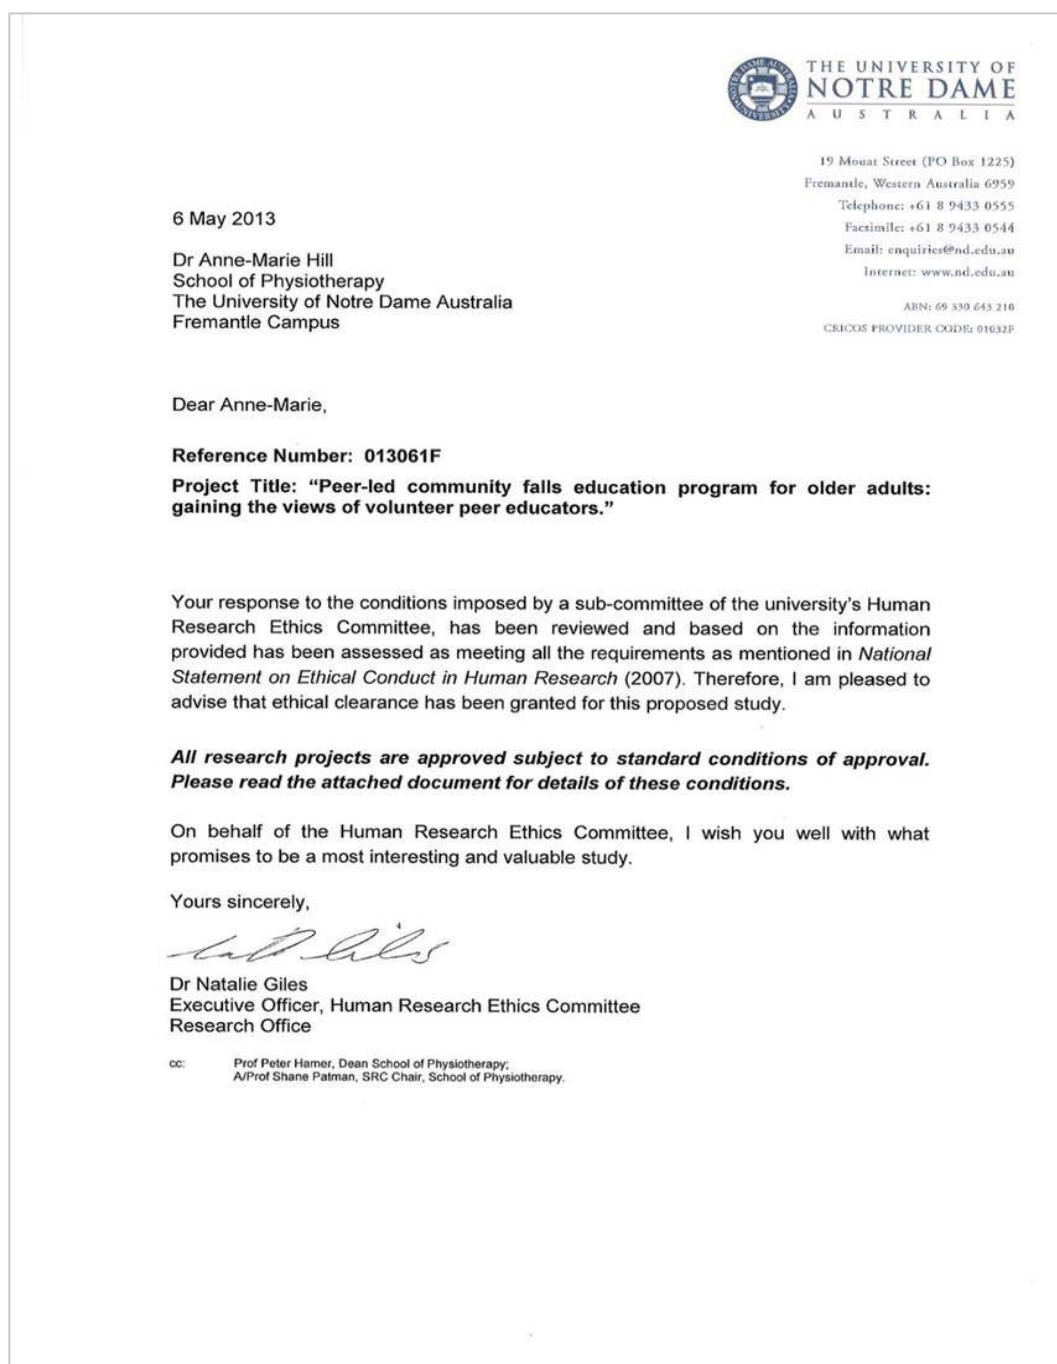 THE UNIVERSITY OF
NOTRE DAME
AUSTRALIA
19 Mouat Street (PO Box 1225)
Fremantle, Western Australia 6959
Telephone: +61 8 9433 0555
Facsimile: +61 8 9433 0544
Email: enquiries@nd.edu.au
Internet: www.nd.edu.au
ABN: 69 330 643 210
CRICOS PROVIDER CODE: 01032F
6 May 2013
Dr Anne-Marie Hill
School of Physiotherapy
The University of Notre Dame Australia
Fremantle Campus
Dear Anne-Marie,
Reference Number: 013061F
Project Title: “Peer-led community falls education program for older adults:
gaining the views of volunteer peer educators.”
Your response to the conditions imposed by a sub-committee of the university's Human
Research Ethics Committee, has been reviewed and based on the information
provided has been assessed as meeting all the requirements as mentioned in National
Statement on Ethical Conduct in Human Research (2007). Therefore, I am pleased to
advise that ethical clearance has been granted for this proposed study.
All research projects are approved subject to standard conditions of approval.
Please read the attached document for details of these conditions.
On behalf of the Human Research Ethics Committee, I wish you well with what
promises to be a most interesting and valuable study.
Yours sincerely,
Dr Natalie Giles
Executive Officer, Human Research Ethics Committee
Research Office
cc: Prof Peter Hamer, Dean School of Physiotherapy;
A/Prof Shane Patman, SRC Chair, School of Physiotherapy.